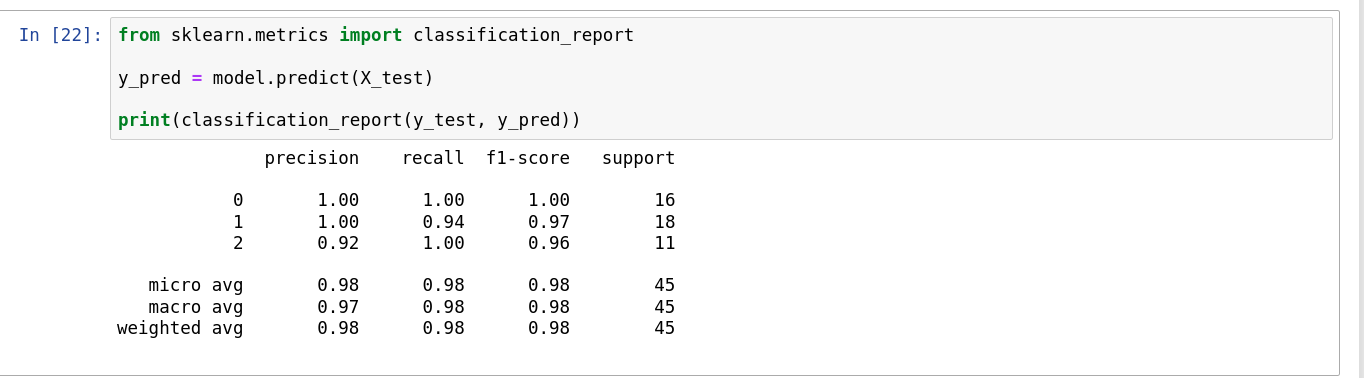 In [22]: from sklearn.metrics import classification_report
y_pred = model.predict(X_test)
print(classification_report(y_test, y_pred))
precision recall f1-score support
0 1.00 1.00 1.00 16
1 1.00 0.94 0.97 18
2 0.92 1.00 0.96 11
micro avg 0.98 0.98 0.98 45
macro avg 0.97 0.98 0.98 45
weighted avg 0.98 0.98 0.98 45